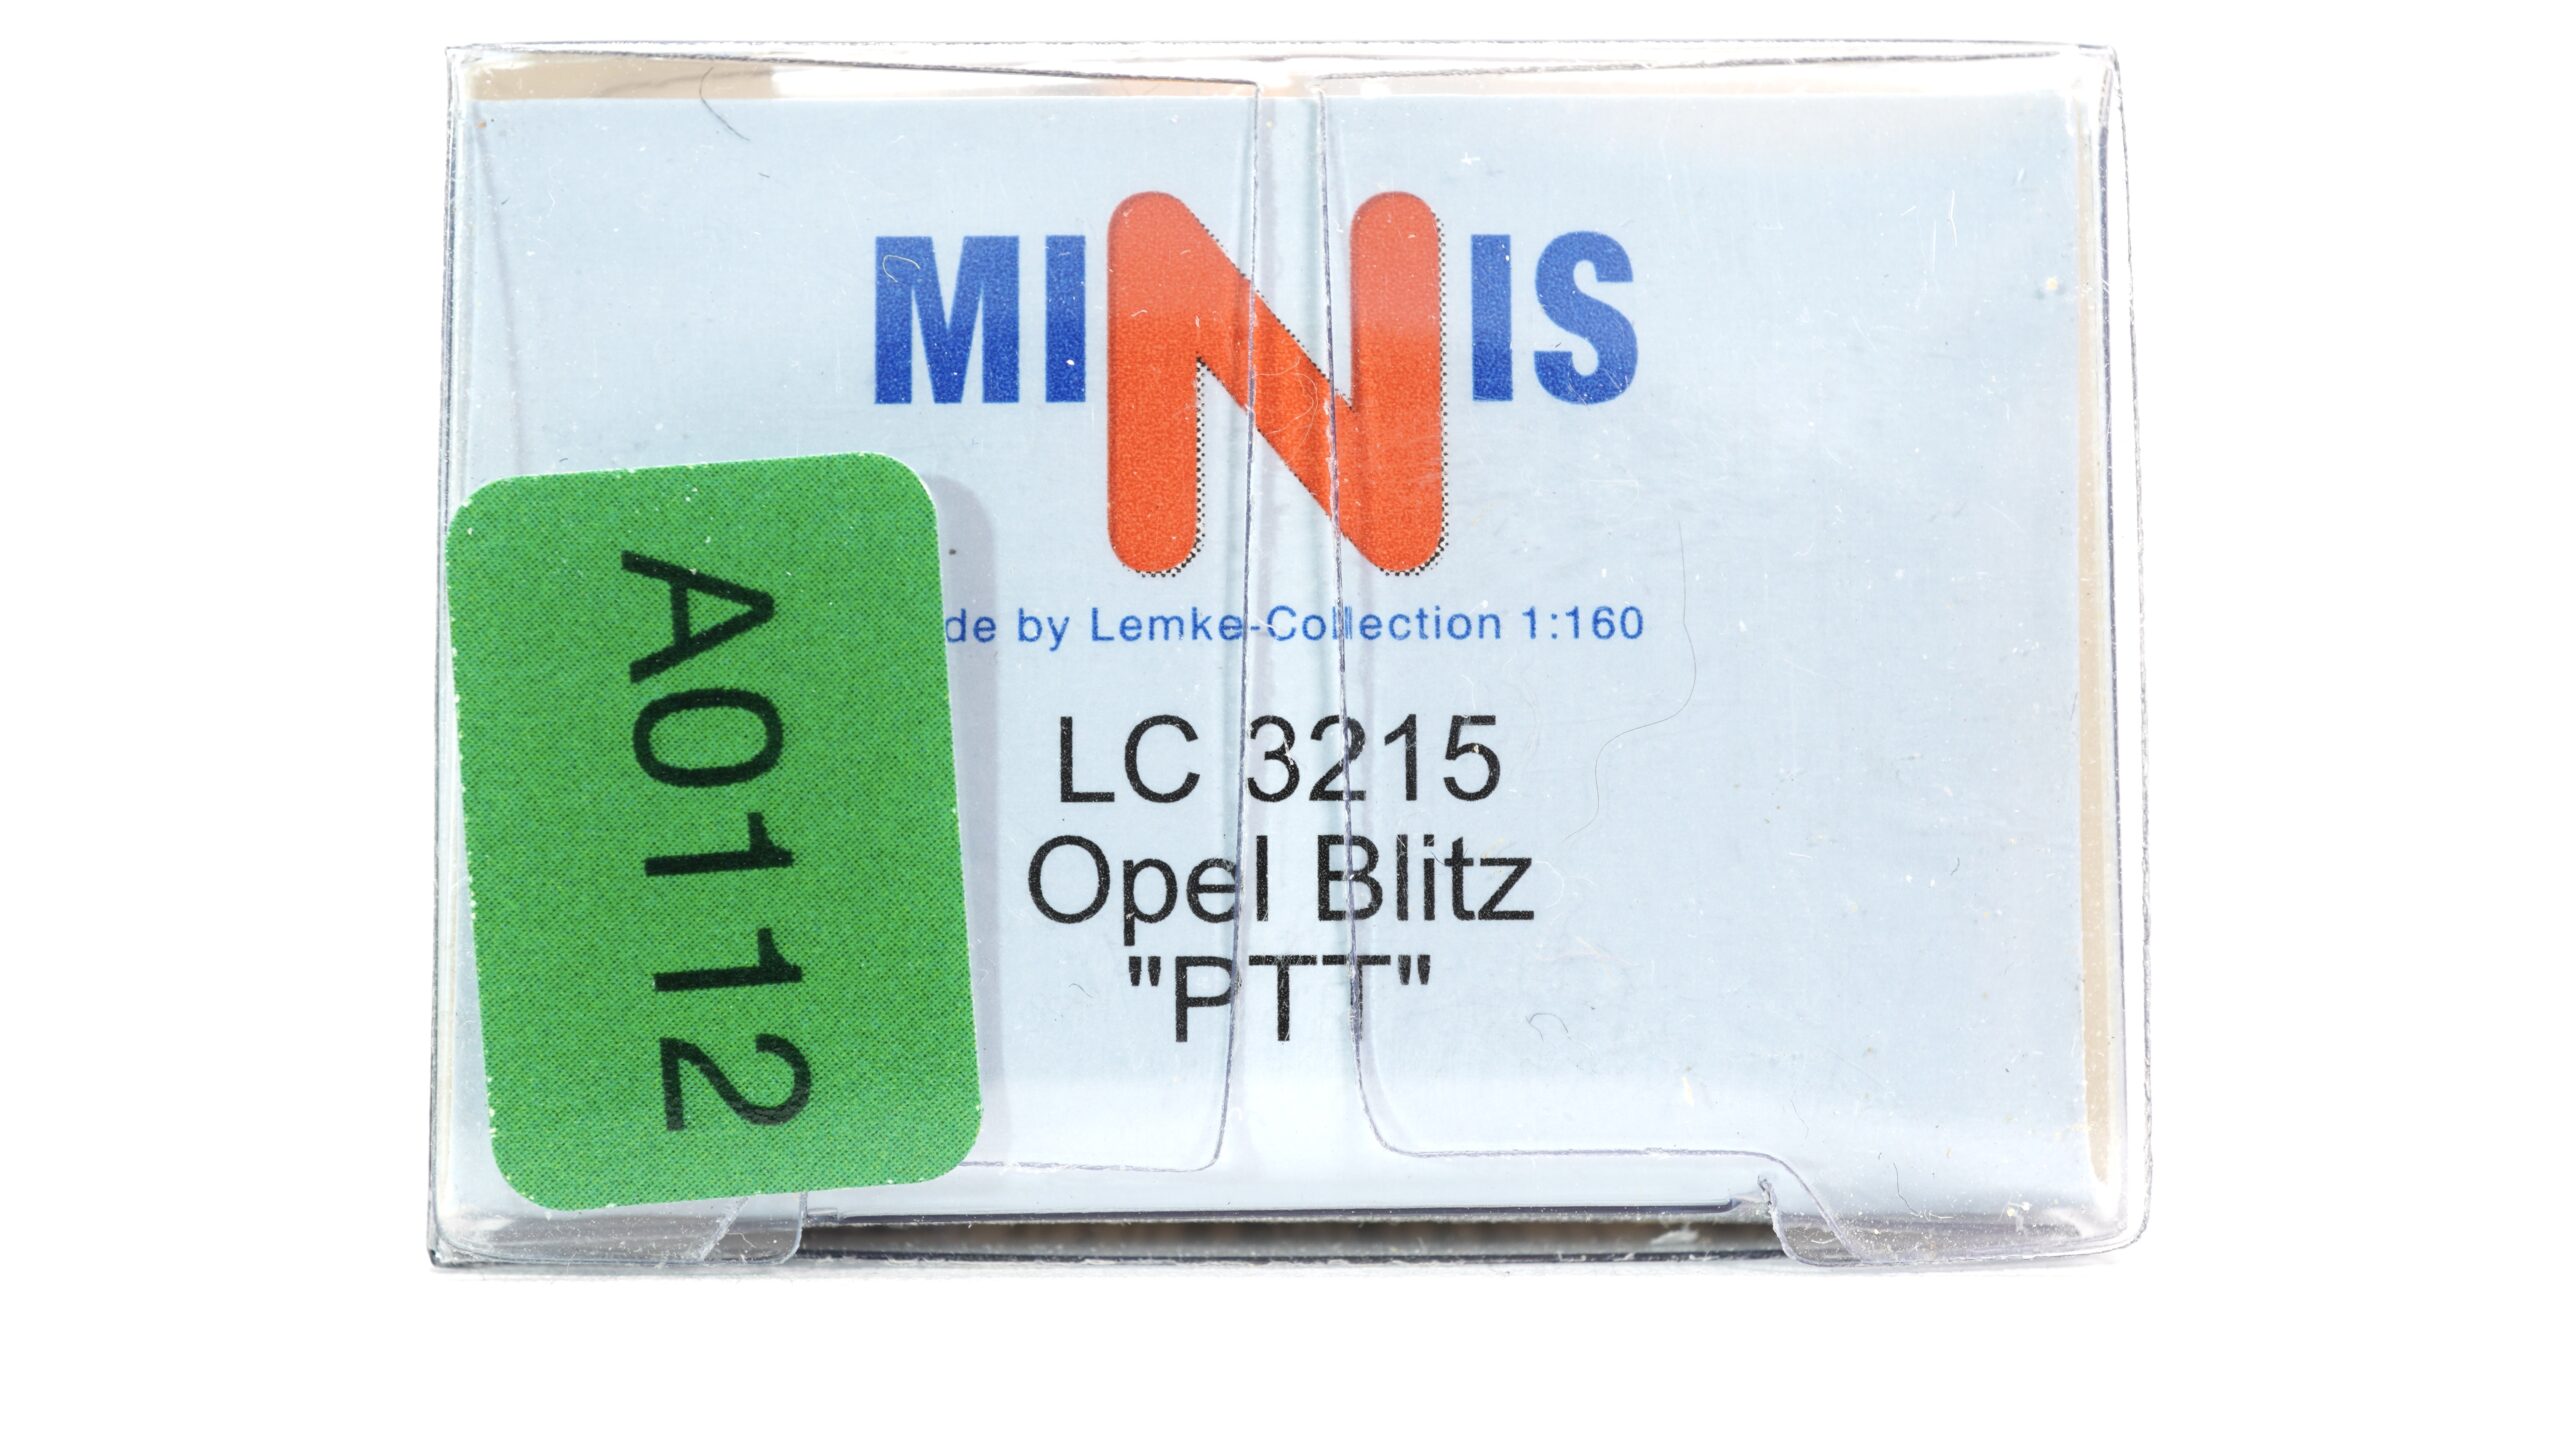 MINIS
de by Lemke-Collection 1:160
LC 3215
Opel Blitz
"PTT"
A0112